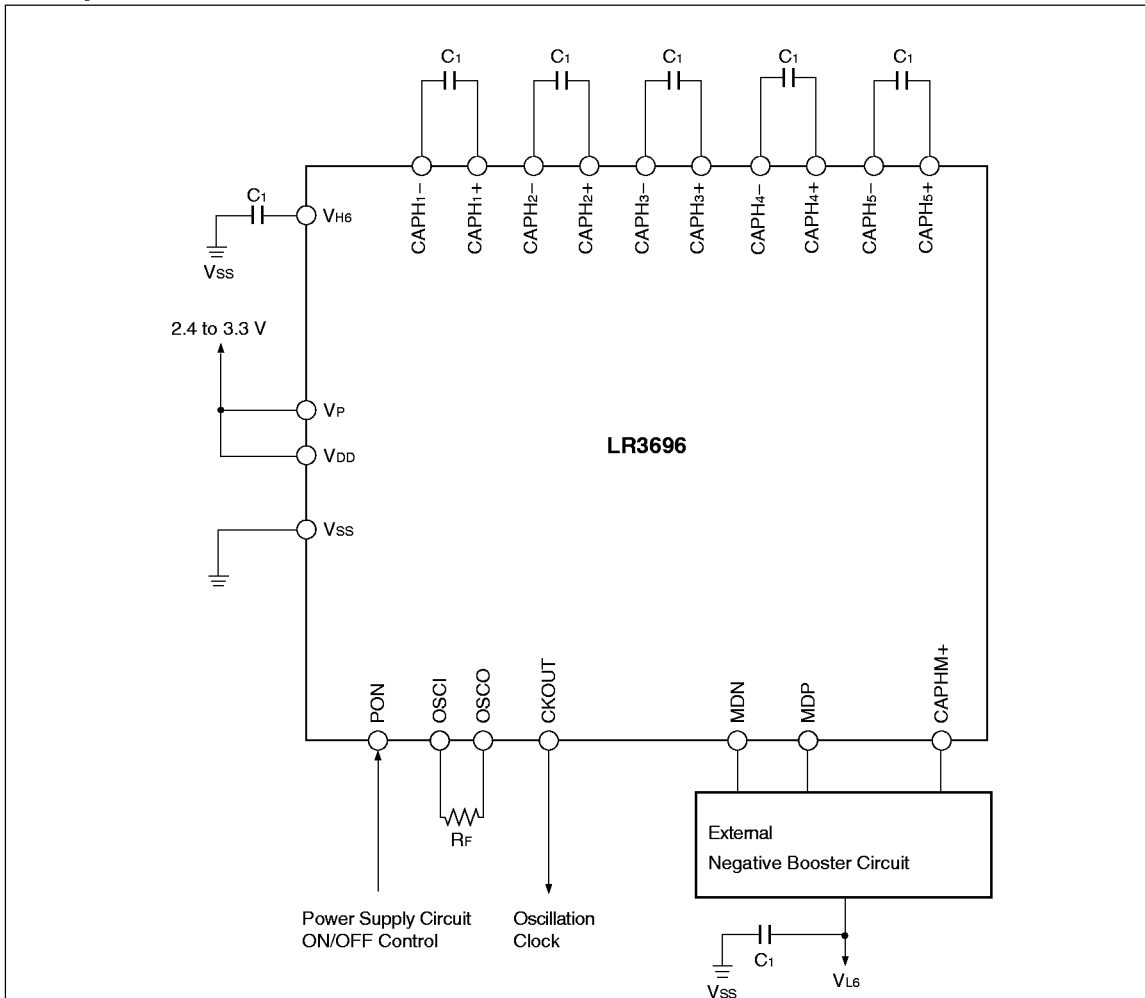 C1 C1 C1 C1 C1
CAPH1−
CAPH1+
CAPH2−
CAPH2+
CAPH3−
CAPH3+
CAPH4−
CAPH4+
CAPH5−
CAPH5+
C1
VH6
VSS
2.4 to 3.3 V
VP
LR3696
VDD
VSS
PON
OSCI
OSCO
CKOUT
MDN
MDP
CAPHM+
RF
External
Negative Booster Circuit
Power Supply Circuit
ON/OFF Control
Oscillation
Clock
C1
VSS
VL6